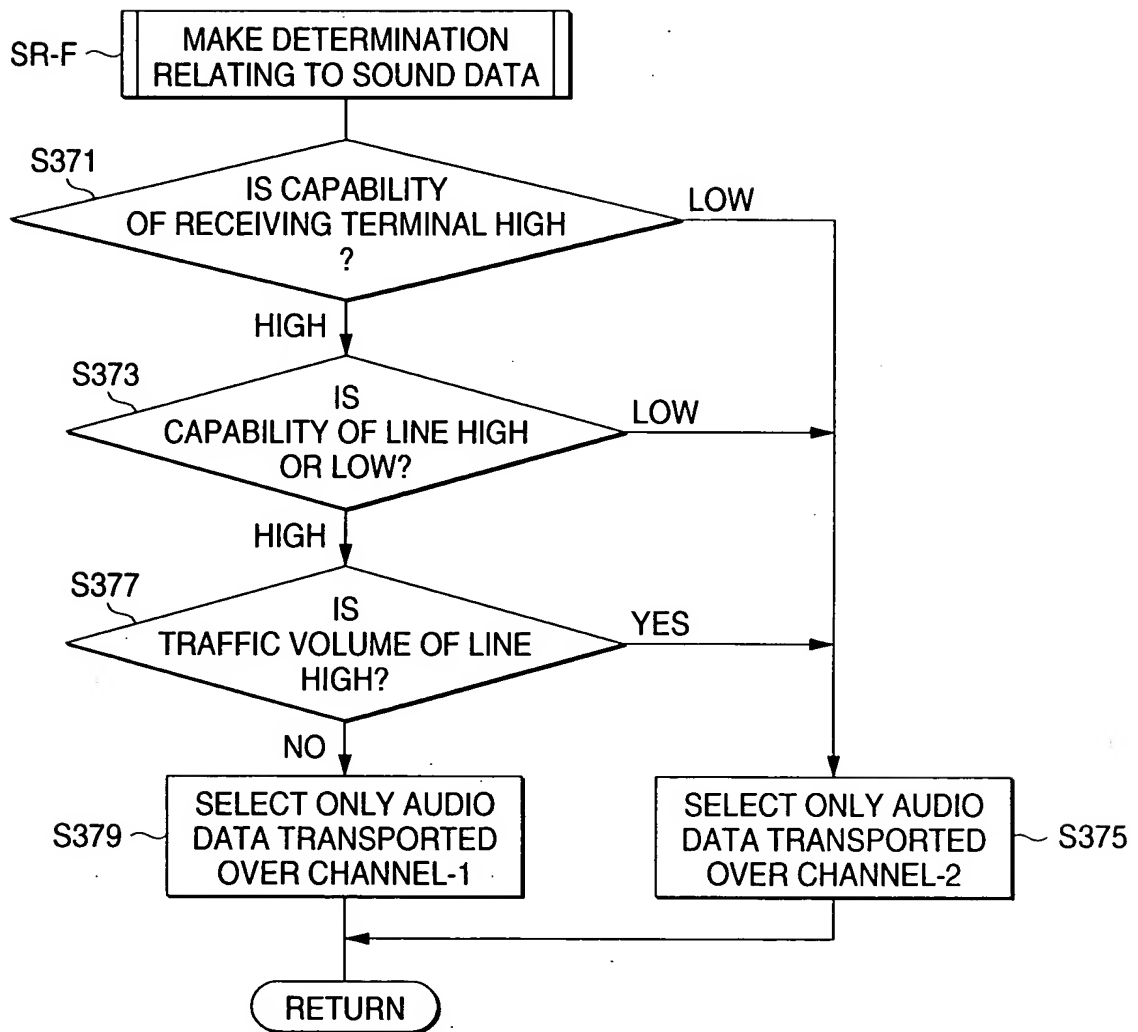 SR-F
MAKE DETERMINATION
RELATING TO SOUND DATA
S371
IS CAPABILITY
OF RECEIVING TERMINAL HIGH
?
LOW
HIGH
S373
IS
CAPABILITY OF LINE HIGH
OR LOW?
LOW
HIGH
S377
IS
TRAFFIC VOLUME OF LINE
HIGH?
YES
NO
S379
SELECT ONLY AUDIO
DATA TRANSPORTED
OVER CHANNEL-1
SELECT ONLY AUDIO
DATA TRANSPORTED
OVER CHANNEL-2
S375
RETURN